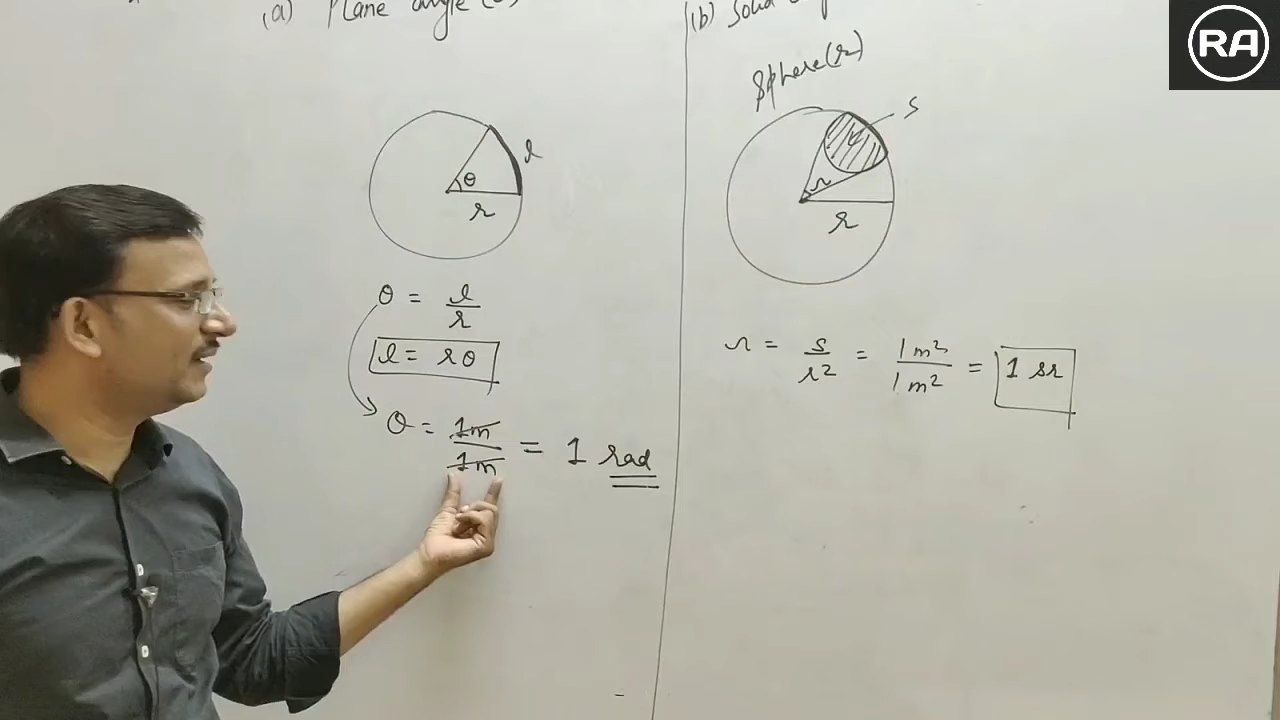 (a) Plane angle
θ
l
r
θ = l/r
l = rθ
θ = 1m/1m = 1 rad
(b) Solid
Sphere(r)
s
Ω
r
Ω = s/r² = 1m²/1m² = 1 sr
RA